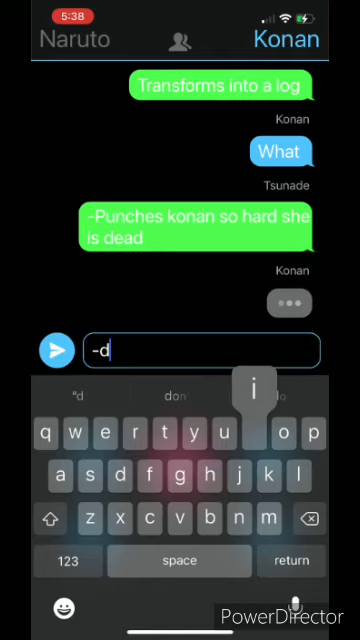 5:38
Naruto
Konan
Transforms into a log
Konan
What
Tsunade
-Punches konan so hard she
is dead
Konan
-d
"d
don
i
q w e r t y u o p
a s d f g h j k l
z x c v b n m
123
space
return
PowerDirector